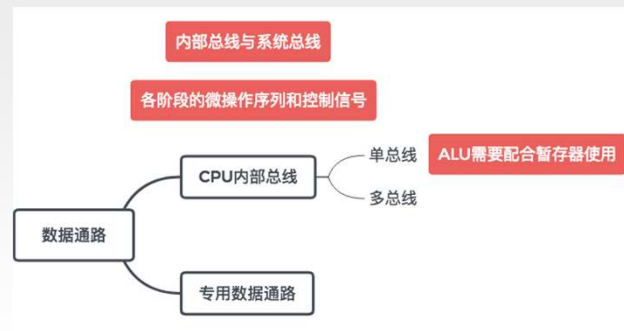 内部总线与系统总线
各阶段的微操作序列和控制信号
单总线
ALU需要配合暂存器使用
CPU内部总线
多总线
数据通路
专用数据通路